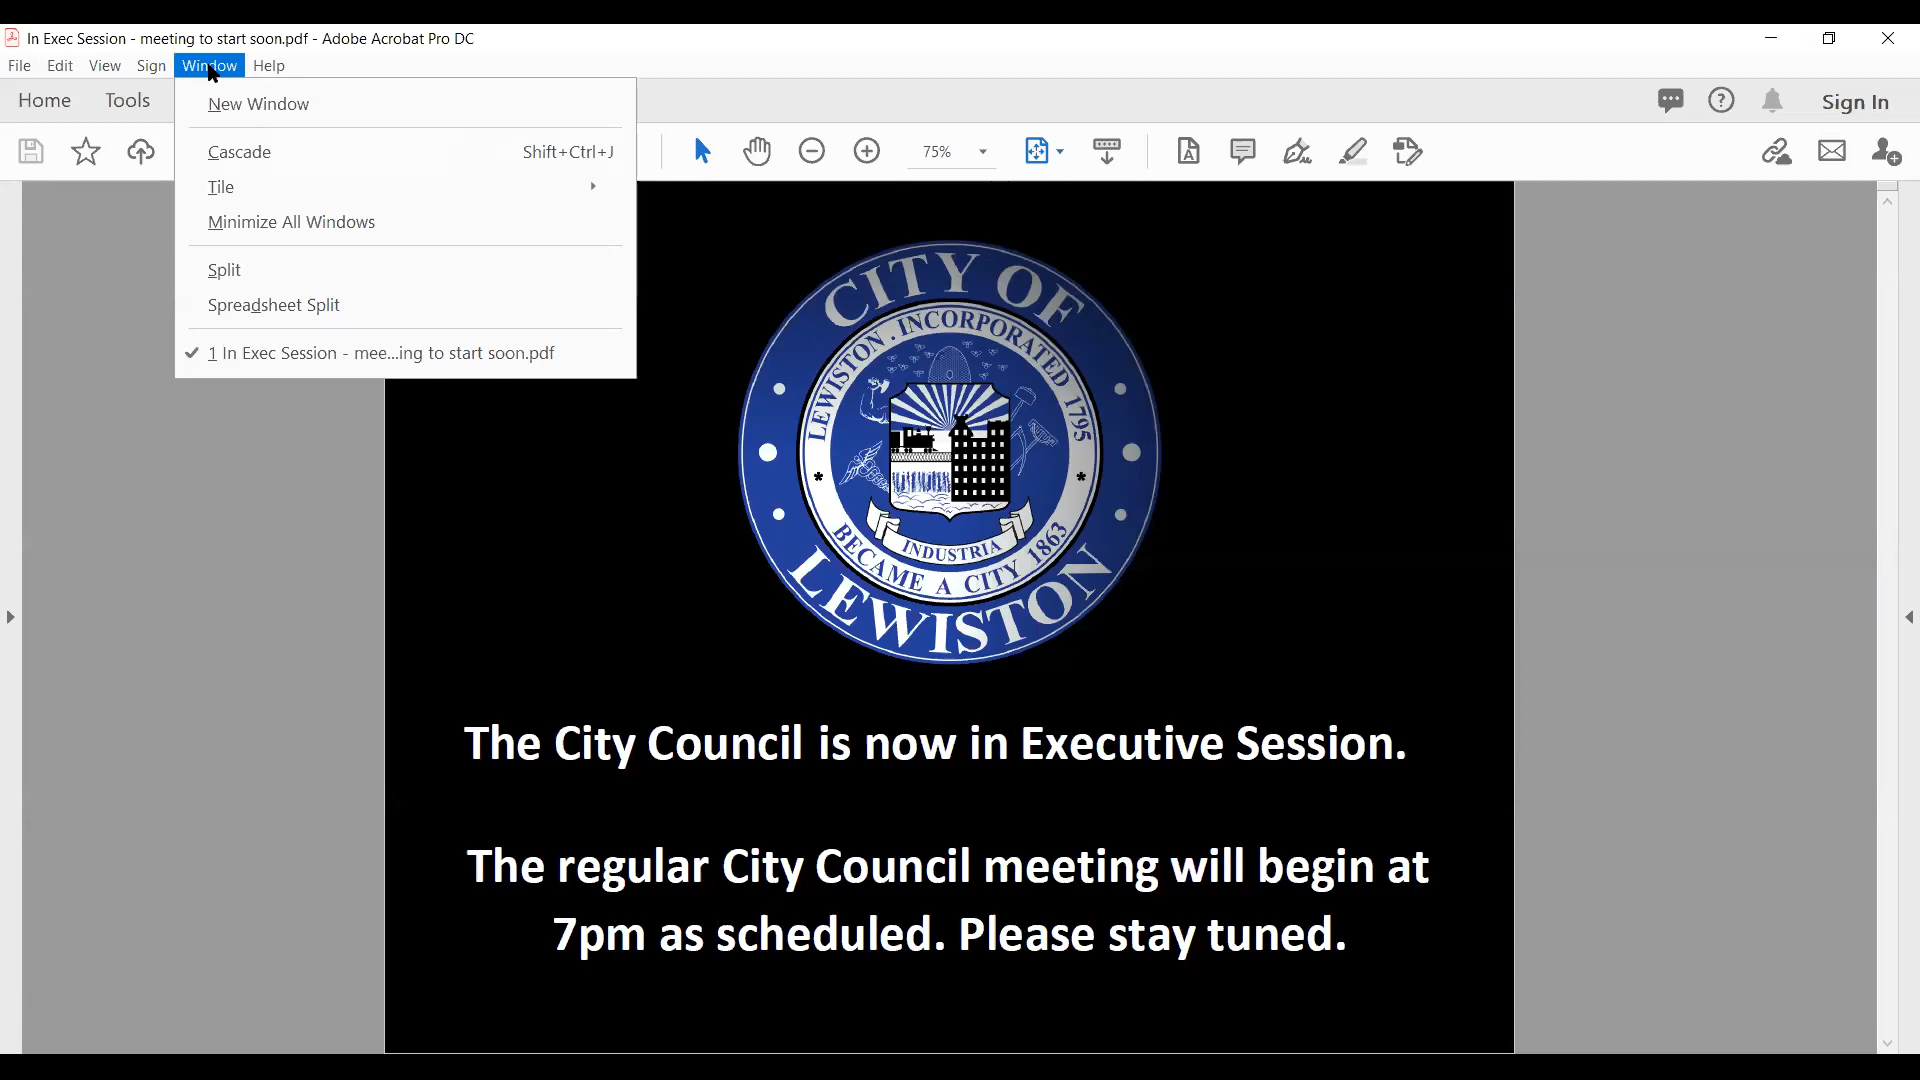 In Exec Session - meeting to start soon.pdf - Adobe Acrobat Pro DC
File Edit View Sign Window Help
Home Tools
Sign In
New Window
Cascade Shift+Ctrl+J
Tile
Minimize All Windows
Split
Spreadsheet Split
1 In Exec Session - mee...ing to start soon.pdf
75%
CITY OF
LEWISTON . INCORPORATED 1795
INDUSTRIA
* BECAME A CITY 1863 *
LEWISTON
The City Council is now in Executive Session.
The regular City Council meeting will begin at
7pm as scheduled. Please stay tuned.